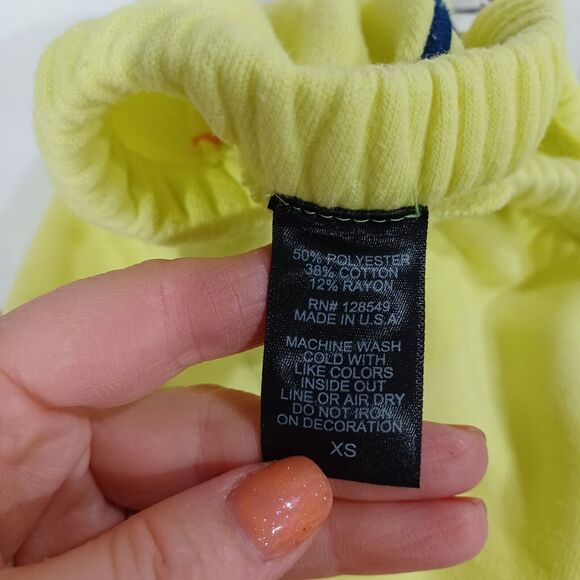 50% POLYESTER
38% COTTON
12% RAYON
RN# 128549
MADE IN U.S.A.
MACHINE WASH
COLD WITH
LIKE COLORS
INSIDE OUT
LINE OR AIR DRY
DO NOT IRON
ON DECORATION
XS